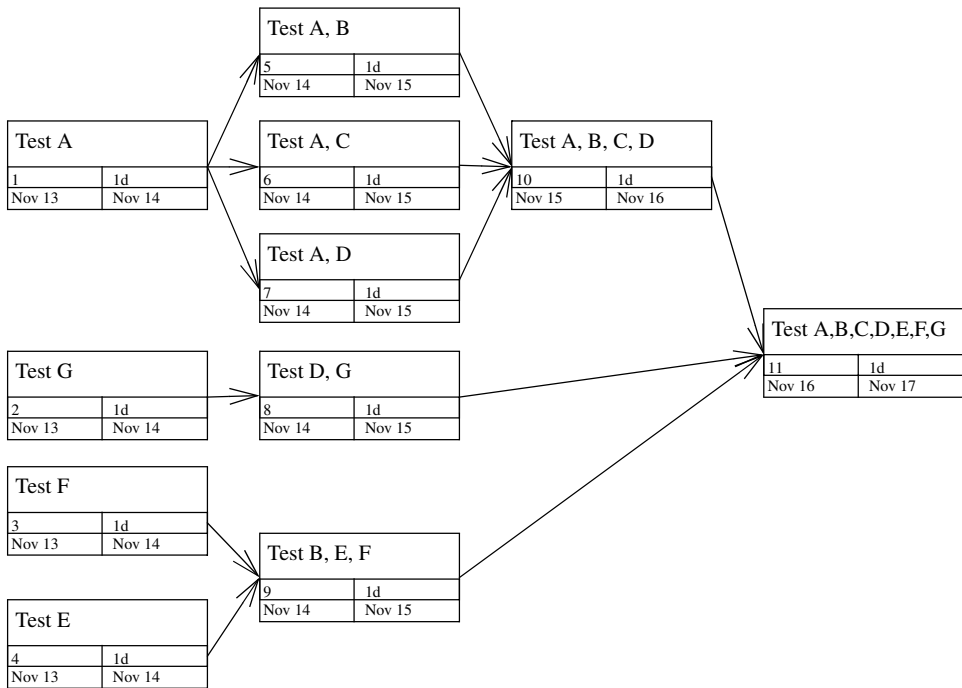 Test A, B
5 1d
Nov 14 Nov 15
Test A
1 1d
Nov 13 Nov 14
Test A, C
6 1d
Nov 14 Nov 15
Test A, B, C, D
10 1d
Nov 15 Nov 16
Test A, D
7 1d
Nov 14 Nov 15
Test A,B,C,D,E,F,G
11 1d
Nov 16 Nov 17
Test G
2 1d
Nov 13 Nov 14
Test D, G
8 1d
Nov 14 Nov 15
Test F
3 1d
Nov 13 Nov 14
Test B, E, F
9 1d
Nov 14 Nov 15
Test E
4 1d
Nov 13 Nov 14